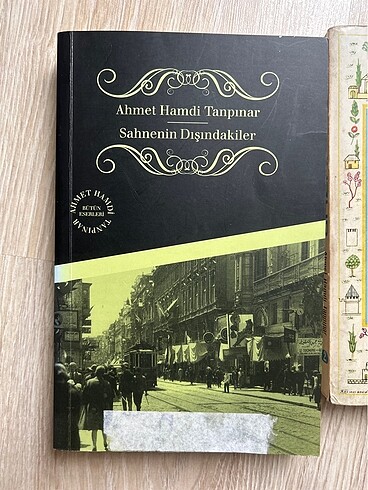 Ahmet Hamdi Tanpınar
Sahnenin Dışındakiler
AHMET HAMDİ TANPINAR
BÜTÜN
ESERLERİ